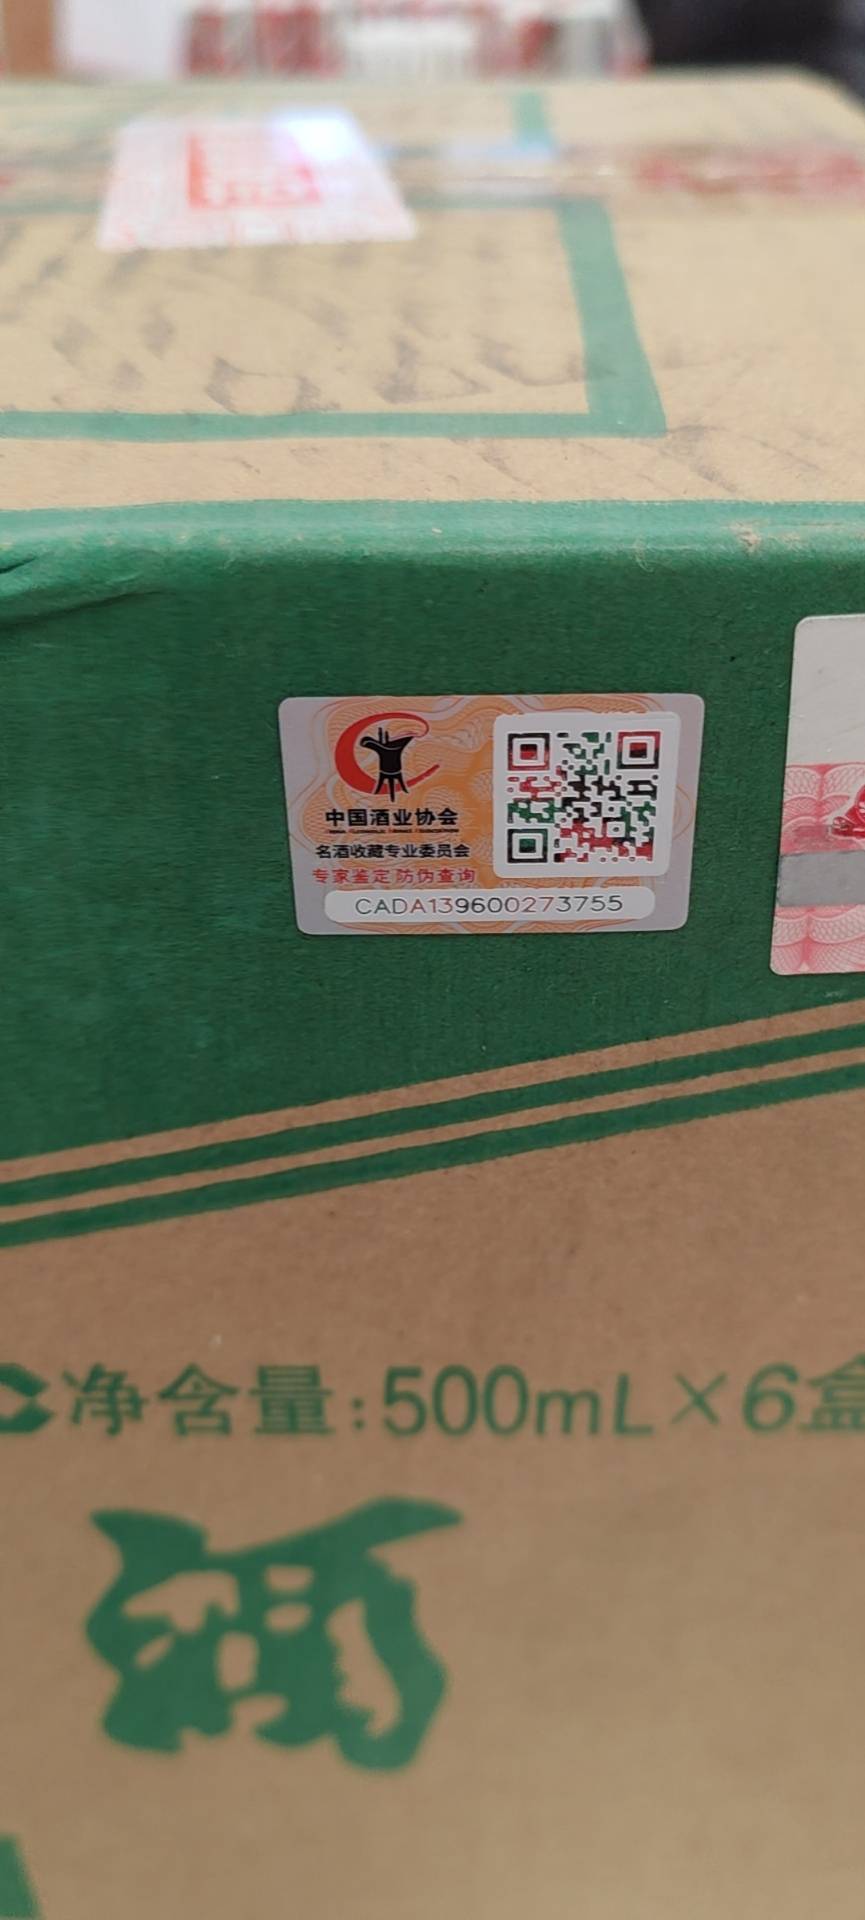 中国酒业协会
名酒收藏专业委员会
专家鉴定 防伪查询
CADA139600273755
净含量:500mL×6盒
酒